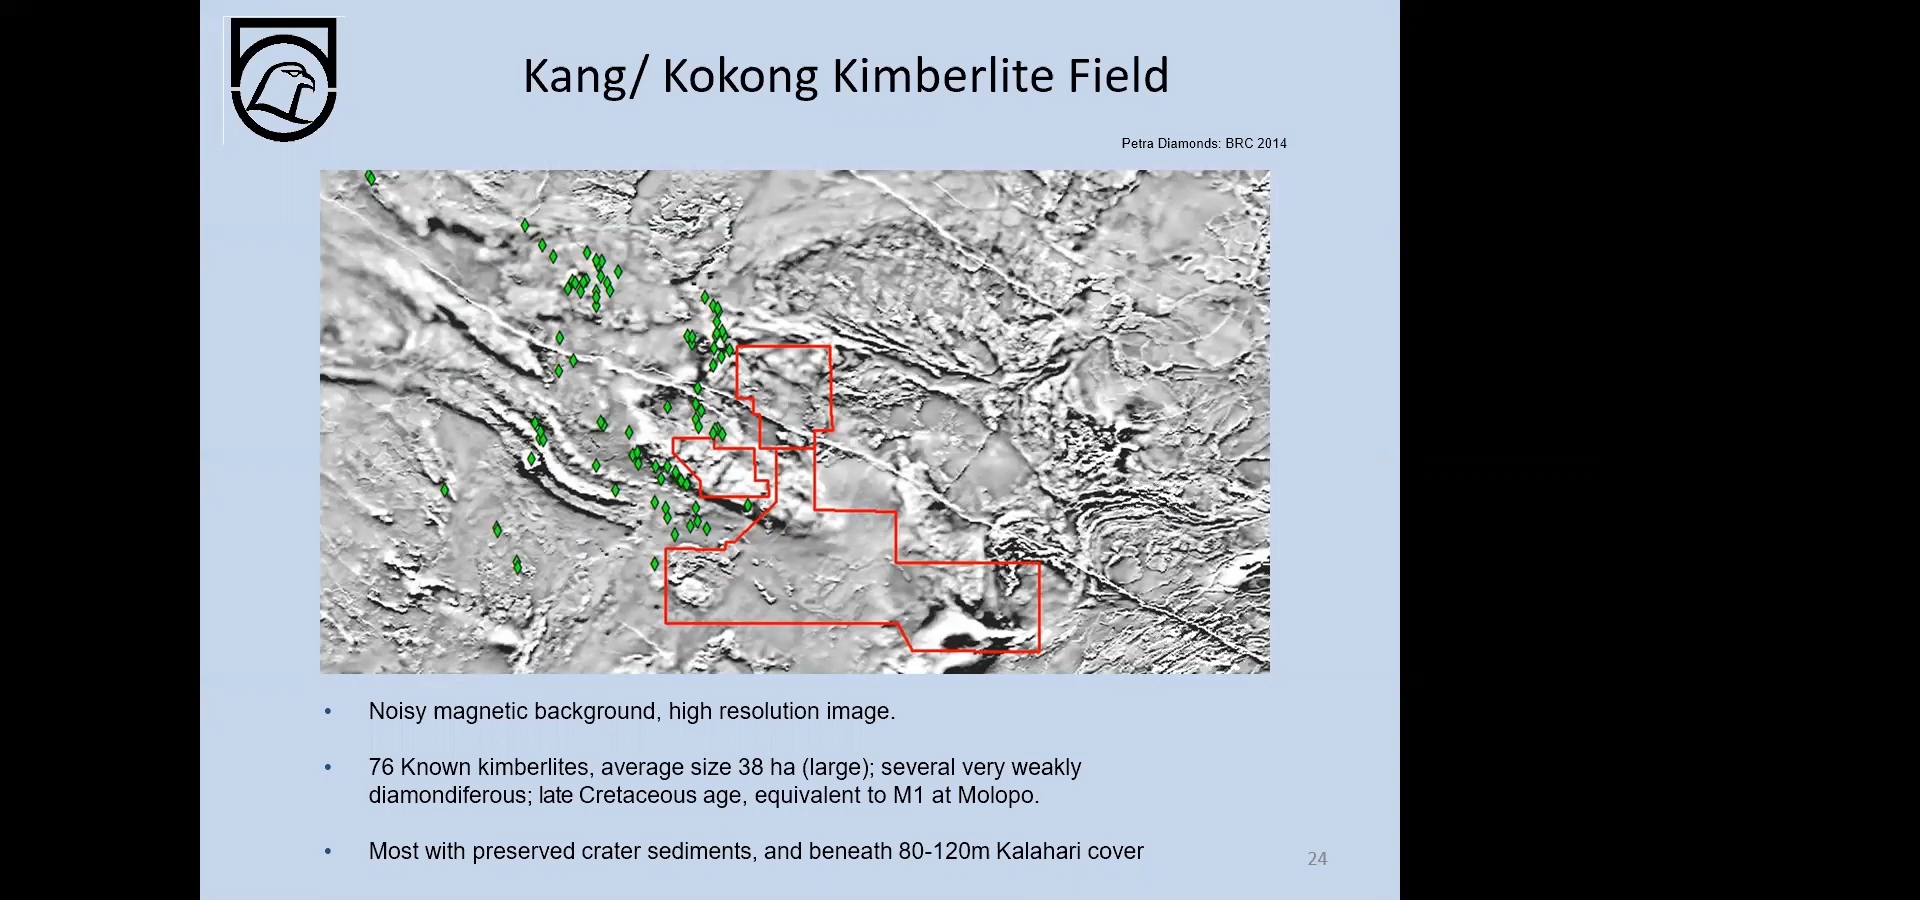 Kang/ Kokong Kimberlite Field
Petra Diamonds: BRC 2014
• Noisy magnetic background, high resolution image.
• 76 Known kimberlites, average size 38 ha (large); several very weakly
diamondiferous; late Cretaceous age, equivalent to M1 at Molopo.
• Most with preserved crater sediments, and beneath 80-120m Kalahari cover
24